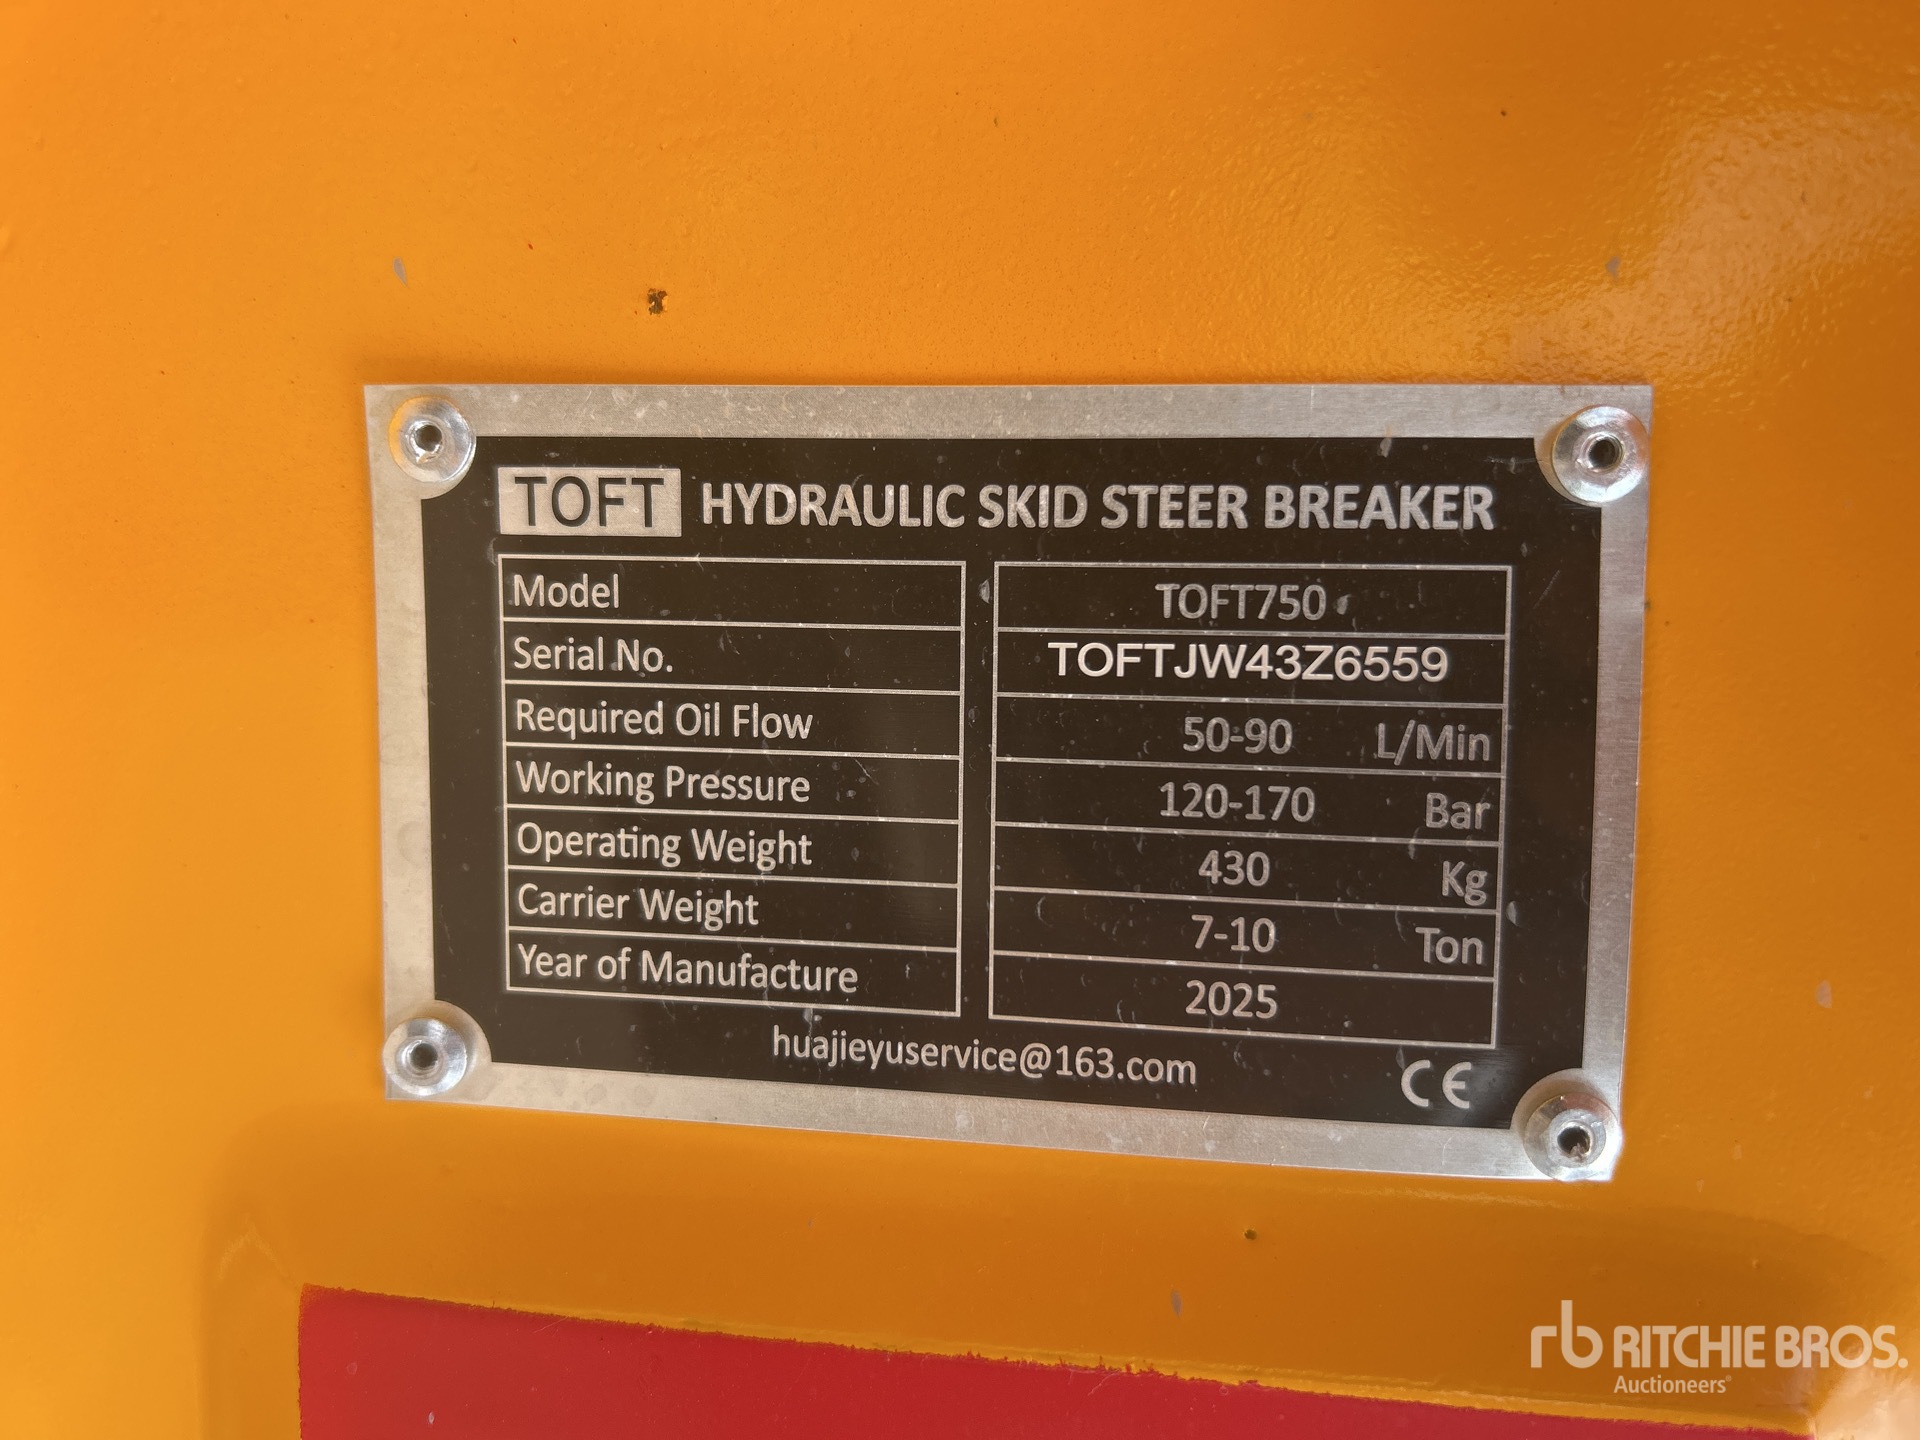 TOFT HYDRAULIC SKID STEER BREAKER
Model TOFT750
Serial No. TOFTJW43Z6559
Required Oil Flow 50-90 L/Min
Working Pressure 120-170 Bar
Operating Weight 430 Kg
Carrier Weight 7-10 Ton
Year of Manufacture 2025
huajieyuservice@163.com
CE
rb RITCHIE BROS.
Auctioneers